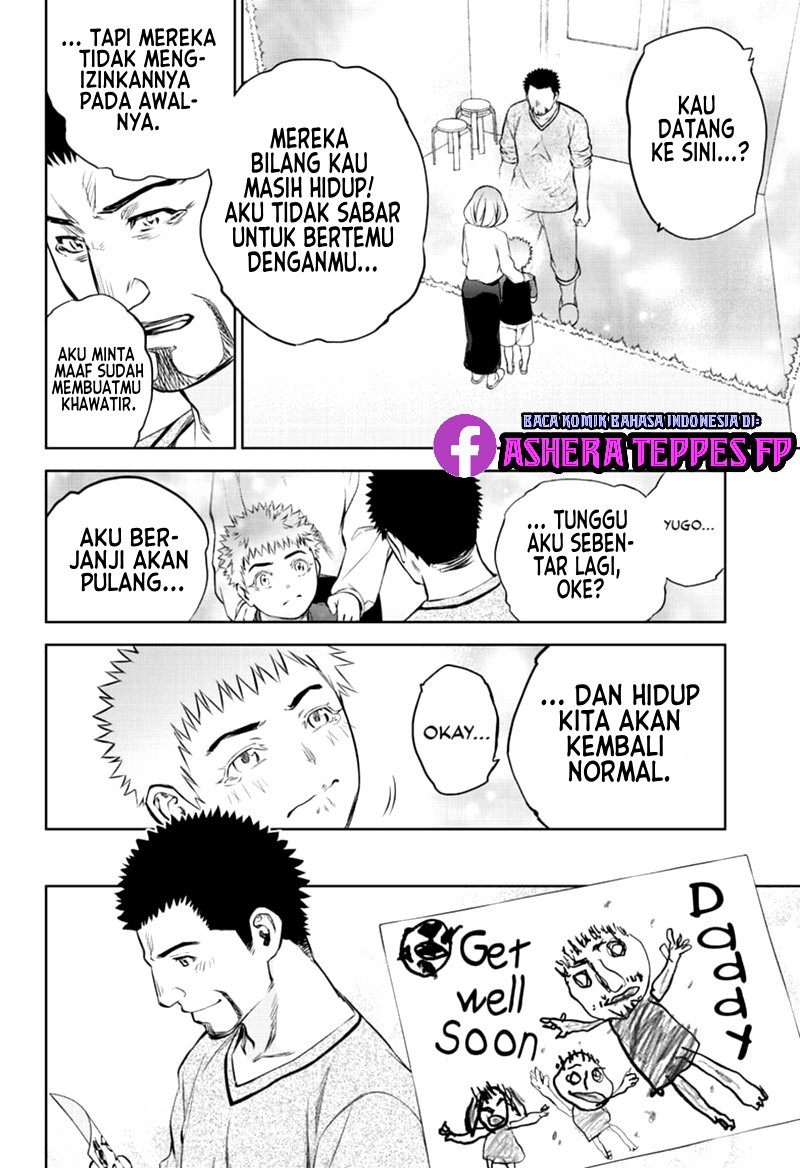 KAU
DATANG
KE SINI...?
MEREKA
BILANG KAU
MASIH HIDUP!
AKU TIDAK SABAR
UNTUK BERTEMU
DENGANMU...
... TAPI MEREKA
TIDAK MENG-
IZINKANNYA
PADA AWAL-
NYA.
AKU MINTA
MAAF SUDAH
MEMBUATMU
KHAWATIR.
BACA KOMIK BAHASA INDONESIA DI:
f ASHERA TEPPES FP
YUGO...
... TUNGGU
AKU SEBEN-
TAR LAGI,
OKE?
AKU BER-
JANJI AKAN
PULANG...
... DAN HIDUP
KITA AKAN
KEMBALI
NORMAL.
OKAY...
Daddy
Get
well
soon